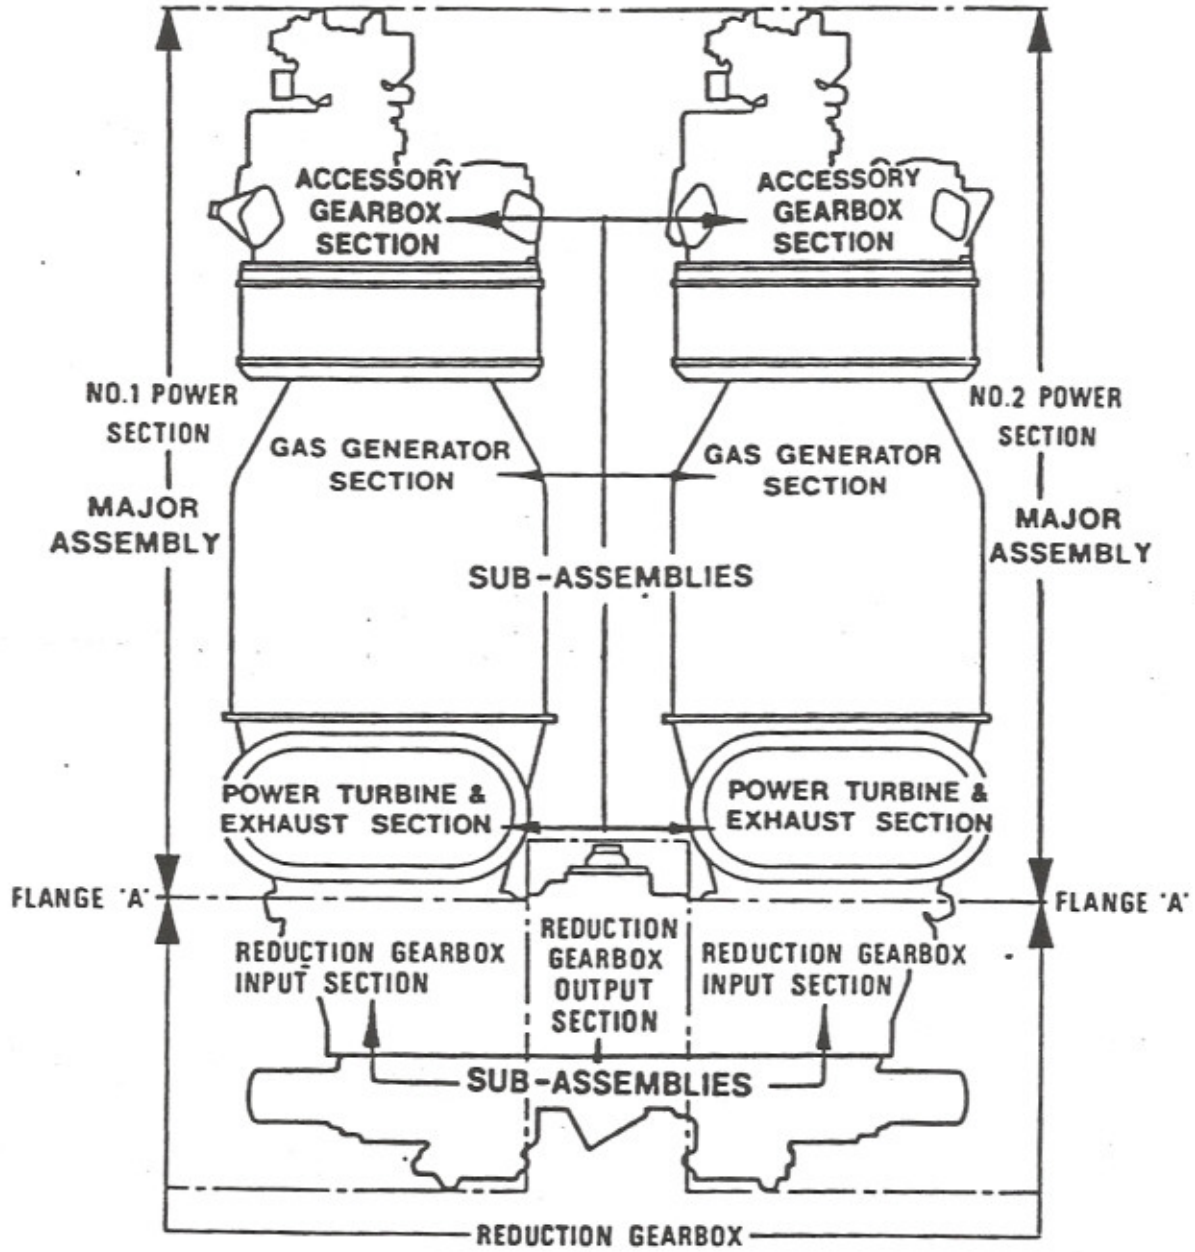 ACCESSORY
GEARBOX
SECTION
ACCESSORY
GEARBOX
SECTION
NO.1 POWER
SECTION
MAJOR
ASSEMBLY
NO.2 POWER
SECTION
MAJOR
ASSEMBLY
GAS GENERATOR
SECTION
GAS GENERATOR
SECTION
SUB-ASSEMBLIES
POWER TURBINE &
EXHAUST SECTION
POWER TURBINE &
EXHAUST SECTION
FLANGE "A"
FLANGE "A"
REDUCTION GEARBOX
INPUT SECTION
REDUCTION
GEARBOX
OUTPUT
SECTION
REDUCTION GEARBOX
INPUT SECTION
SUB-ASSEMBLIES
REDUCTION GEARBOX